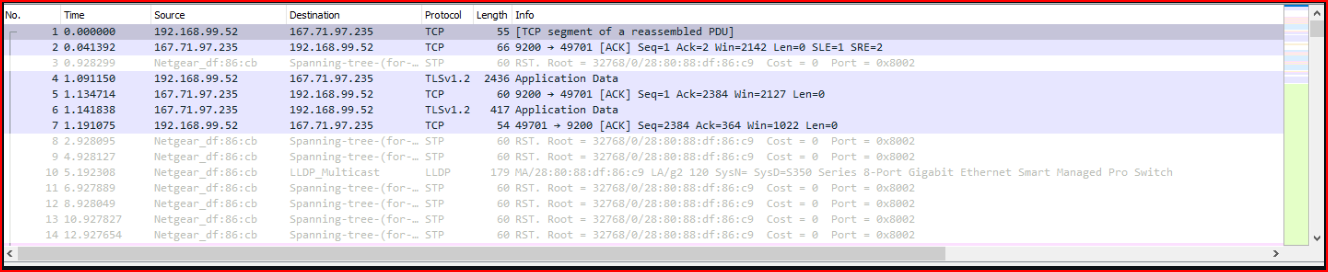 No. Time Source Destination Protocol Length Info
1 0.000000 192.168.99.52 167.71.97.235 TCP 55 [TCP segment of a reassembled PDU]
2 0.041392 167.71.97.235 192.168.99.52 TCP 66 9200 → 49701 [ACK] Seq=1 Ack=2 Win=2142 Len=0 SLE=1 SRE=2
3 0.928299 Netgear_df:86:cb Spanning-tree-(for-… STP 60 RST. Root = 32768/0/28:80:88:df:86:c9 Cost = 0 Port = 0x8002
4 1.091150 192.168.99.52 167.71.97.235 TLSv1.2 2436 Application Data
5 1.134714 167.71.97.235 192.168.99.52 TCP 60 9200 → 49701 [ACK] Seq=1 Ack=2384 Win=2127 Len=0
6 1.141838 167.71.97.235 192.168.99.52 TLSv1.2 417 Application Data
7 1.191075 192.168.99.52 167.71.97.235 TCP 54 49701 → 9200 [ACK] Seq=2384 Ack=364 Win=1022 Len=0
8 2.928095 Netgear_df:86:cb Spanning-tree-(for-… STP 60 RST. Root = 32768/0/28:80:88:df:86:c9 Cost = 0 Port = 0x8002
9 4.928127 Netgear_df:86:cb Spanning-tree-(for-… STP 60 RST. Root = 32768/0/28:80:88:df:86:c9 Cost = 0 Port = 0x8002
10 5.192308 Netgear_df:86:cb LLDP_Multicast LLDP 179 MA/28:80:88:df:86:c9 LA/g2 120 SysN= SysD=S350 Series 8-Port Gigabit Ethernet Smart Managed Pro Switch
11 6.927889 Netgear_df:86:cb Spanning-tree-(for-… STP 60 RST. Root = 32768/0/28:80:88:df:86:c9 Cost = 0 Port = 0x8002
12 8.928049 Netgear_df:86:cb Spanning-tree-(for-… STP 60 RST. Root = 32768/0/28:80:88:df:86:c9 Cost = 0 Port = 0x8002
13 10.927827 Netgear_df:86:cb Spanning-tree-(for-… STP 60 RST. Root = 32768/0/28:80:88:df:86:c9 Cost = 0 Port = 0x8002
14 12.927654 Netgear_df:86:cb Spanning-tree-(for-… STP 60 RST. Root = 32768/0/28:80:88:df:86:c9 Cost = 0 Port = 0x8002